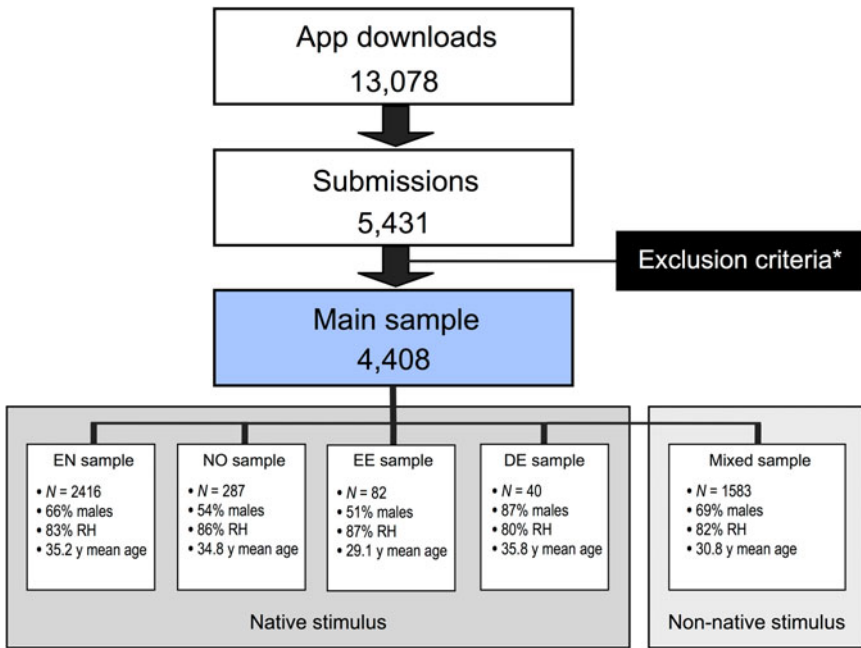 App downloads
13,078
Submissions
5,431
Exclusion criteria*
Main sample
4,408
EN sample
• N = 2416
• 66% males
• 83% RH
• 35.2 y mean age
NO sample
• N = 287
• 54% males
• 86% RH
• 34.8 y mean age
EE sample
• N = 82
• 51% males
• 87% RH
• 29.1 y mean age
DE sample
• N = 40
• 87% males
• 80% RH
• 35.8 y mean age
Mixed sample
• N = 1583
• 69% males
• 82% RH
• 30.8 y mean age
Native stimulus
Non-native stimulus